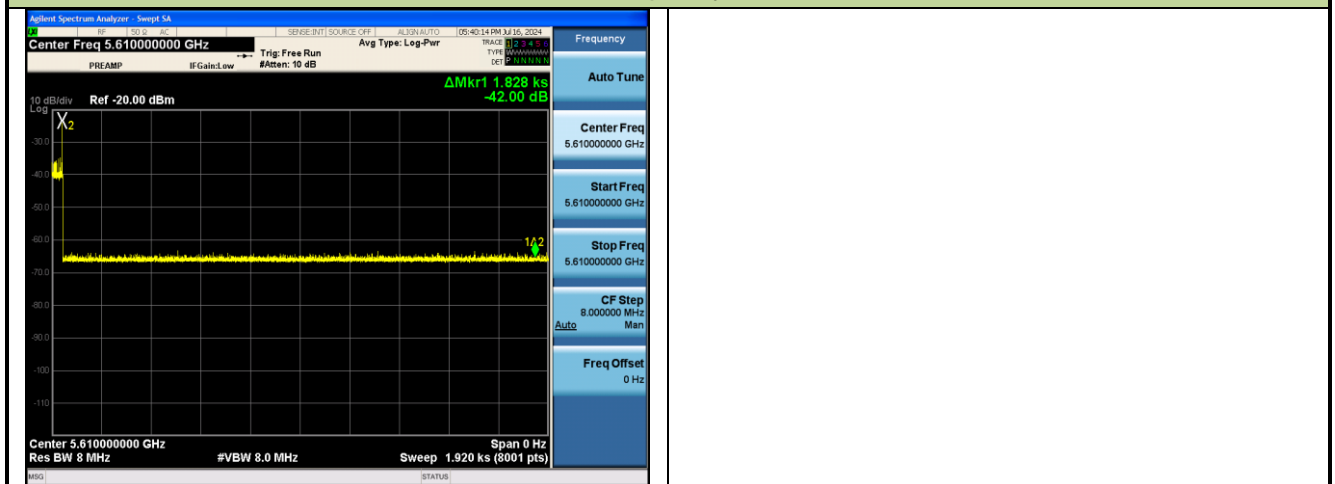 Agilent Spectrum Analyzer - Swept SA
RF 50 Ω AC SENSE:INT SOURCE OFF ALIGN AUTO 05:40:14 PM Jul 16, 2024
Center Freq 5.610000000 GHz
Avg Type: Log-Pwr
TRACE 1 2 3 4 5 6
TYPE WWWWWW
DET P N N N N N
PREAMP
IFGain:Low
Trig: Free Run
#Atten: 10 dB
ΔMkr1 1.828 ks
-42.00 dB
10 dB/div Ref -20.00 dBm
Log
X2
-30.0
-40.0
-50.0
-60.0
1Δ2
-70.0
-80.0
-90.0
-100
-110
Center 5.610000000 GHz Span 0 Hz
Res BW 8 MHz #VBW 8.0 MHz Sweep 1.920 ks (8001 pts)
MSG STATUS
Frequency
Auto Tune
Center Freq
5.610000000 GHz
Start Freq
5.610000000 GHz
Stop Freq
5.610000000 GHz
CF Step
8.000000 MHz
Auto Man
Freq Offset
0 Hz